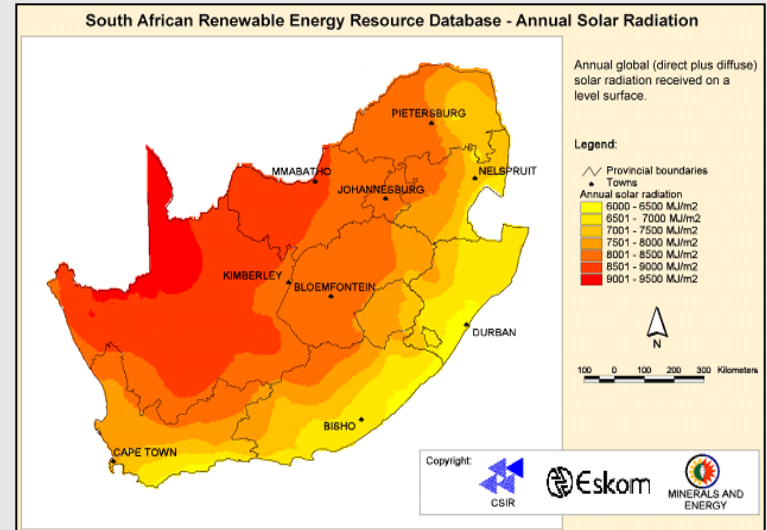 South African Renewable Energy Resource Database - Annual Solar Radiation
Annual global (direct plus diffuse)
solar radiation received on a
level surface.
PIETERSBURG
Legend:
MMABATHO
NELSPRUIT
Provincial boundaries
Towns
JOHANNESBURG
Annual solar radiation
6000 - 6500 MJ/m2
6501 - 7000 MJ/m2
7001 - 7500 MJ/m2
7501 - 8000 MJ/m2
8001 - 8500 MJ/m2
8501 - 9000 MJ/m2
9001 - 9500 MJ/m2
KIMBERLEY
BLOEMFONTEIN
DURBAN
N
100 0 100 200 300 Kilometers
BISHO
CAPE TOWN
Copyright:
CSIR
Eskom
MINERALS AND
ENERGY